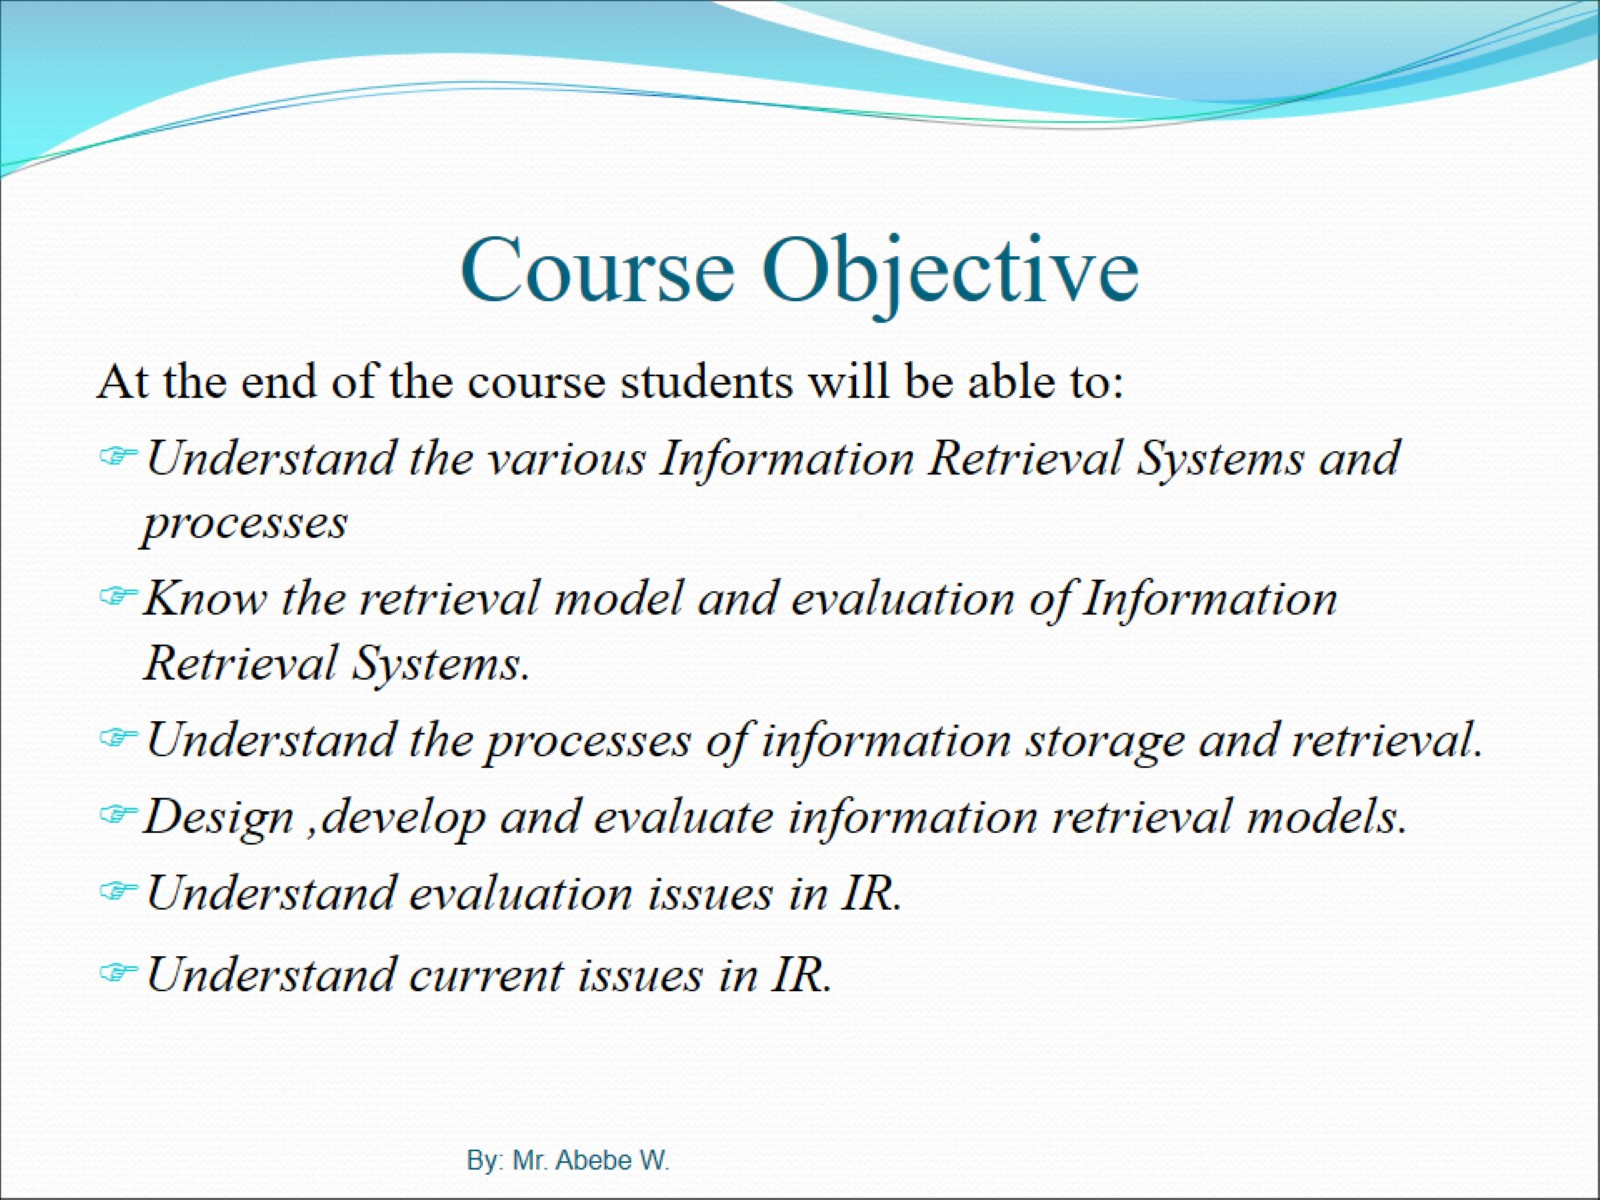 Course Objective
At the end of the course students will be able to:
☞Understand the various Information Retrieval Systems and
processes
☞Know the retrieval model and evaluation of Information
Retrieval Systems.
☞Understand the processes of information storage and retrieval.
☞Design ,develop and evaluate information retrieval models.
☞Understand evaluation issues in IR.
☞Understand current issues in IR.
By: Mr. Abebe W.